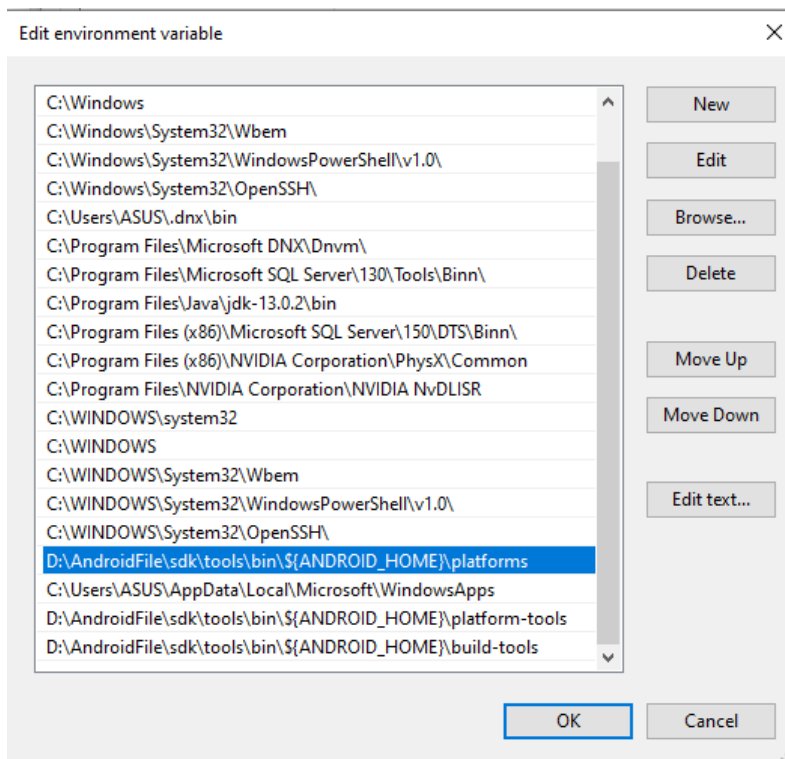 Edit environment variable
C:\Windows
C:\Windows\System32\Wbem
C:\Windows\System32\WindowsPowerShell\v1.0\
C:\Windows\System32\OpenSSH\
C:\Users\ASUS\.dnx\bin
C:\Program Files\Microsoft DNX\Dnvm\
C:\Program Files\Microsoft SQL Server\130\Tools\Binn\
C:\Program Files\Java\jdk-13.0.2\bin
C:\Program Files (x86)\Microsoft SQL Server\150\DTS\Binn\
C:\Program Files (x86)\NVIDIA Corporation\PhysX\Common
C:\Program Files\NVIDIA Corporation\NVIDIA NvDLISR
C:\WINDOWS\system32
C:\WINDOWS
C:\WINDOWS\System32\Wbem
C:\WINDOWS\System32\WindowsPowerShell\v1.0\
C:\WINDOWS\System32\OpenSSH\
D:\AndroidFile\sdk\tools\bin\${ANDROID_HOME}\platforms
C:\Users\ASUS\AppData\Local\Microsoft\WindowsApps
D:\AndroidFile\sdk\tools\bin\${ANDROID_HOME}\platform-tools
D:\AndroidFile\sdk\tools\bin\${ANDROID_HOME}\build-tools
New
Edit
Browse...
Delete
Move Up
Move Down
Edit text...
OK
Cancel